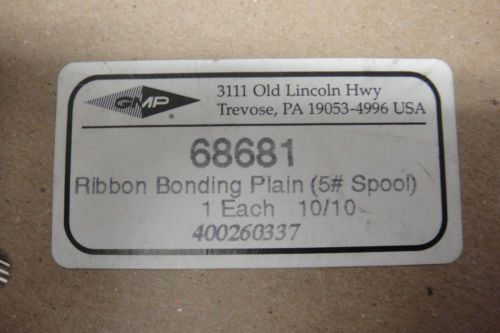 GMP ®
3111 Old Lincoln Hwy
Trevose, PA 19053-4996 USA
68681
Ribbon Bonding Plain (5# Spool)
1 Each 10/10
400260337